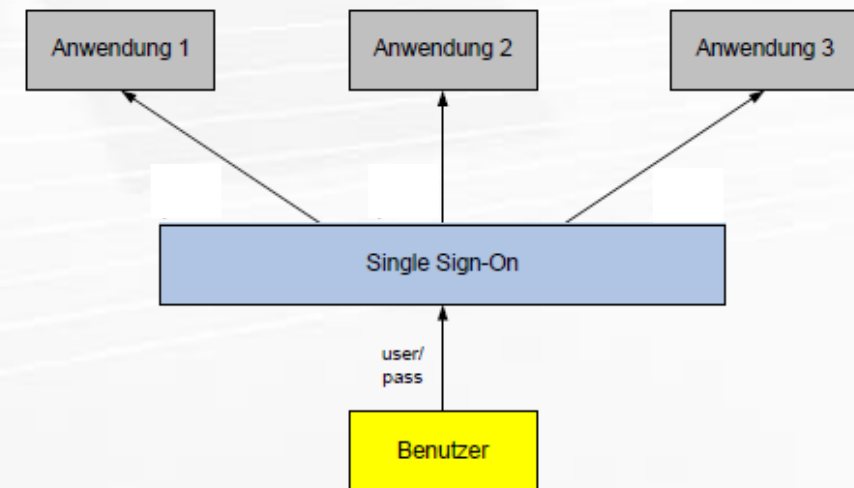 Anwendung 1
Anwendung 2
Anwendung 3
Single Sign-On
user/
pass
Benutzer